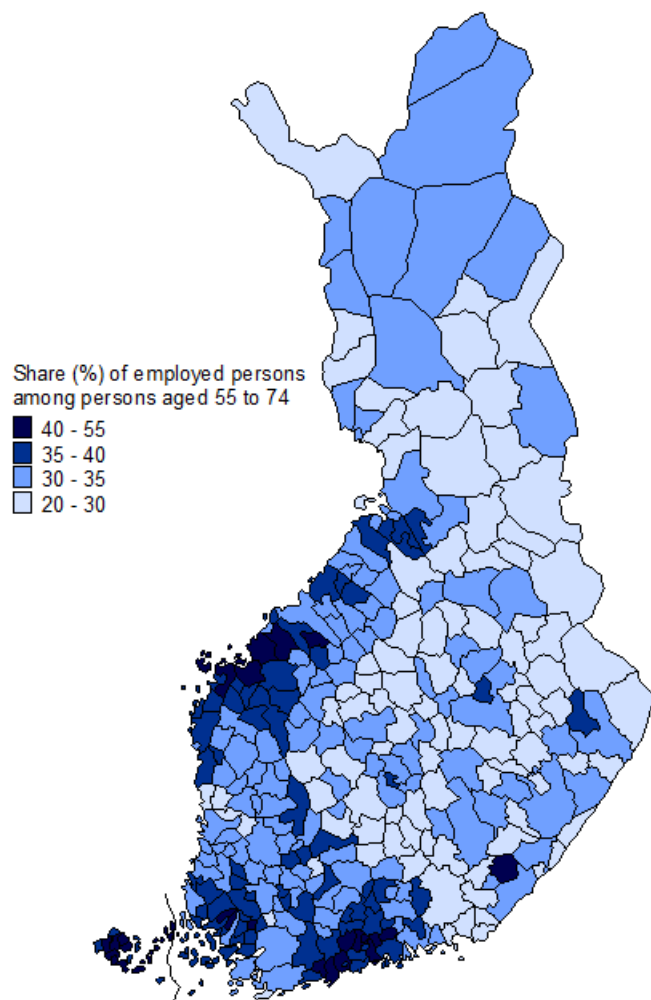 Share (%) of employed persons
among persons aged 55 to 74
40 - 55
35 - 40
30 - 35
20 - 30